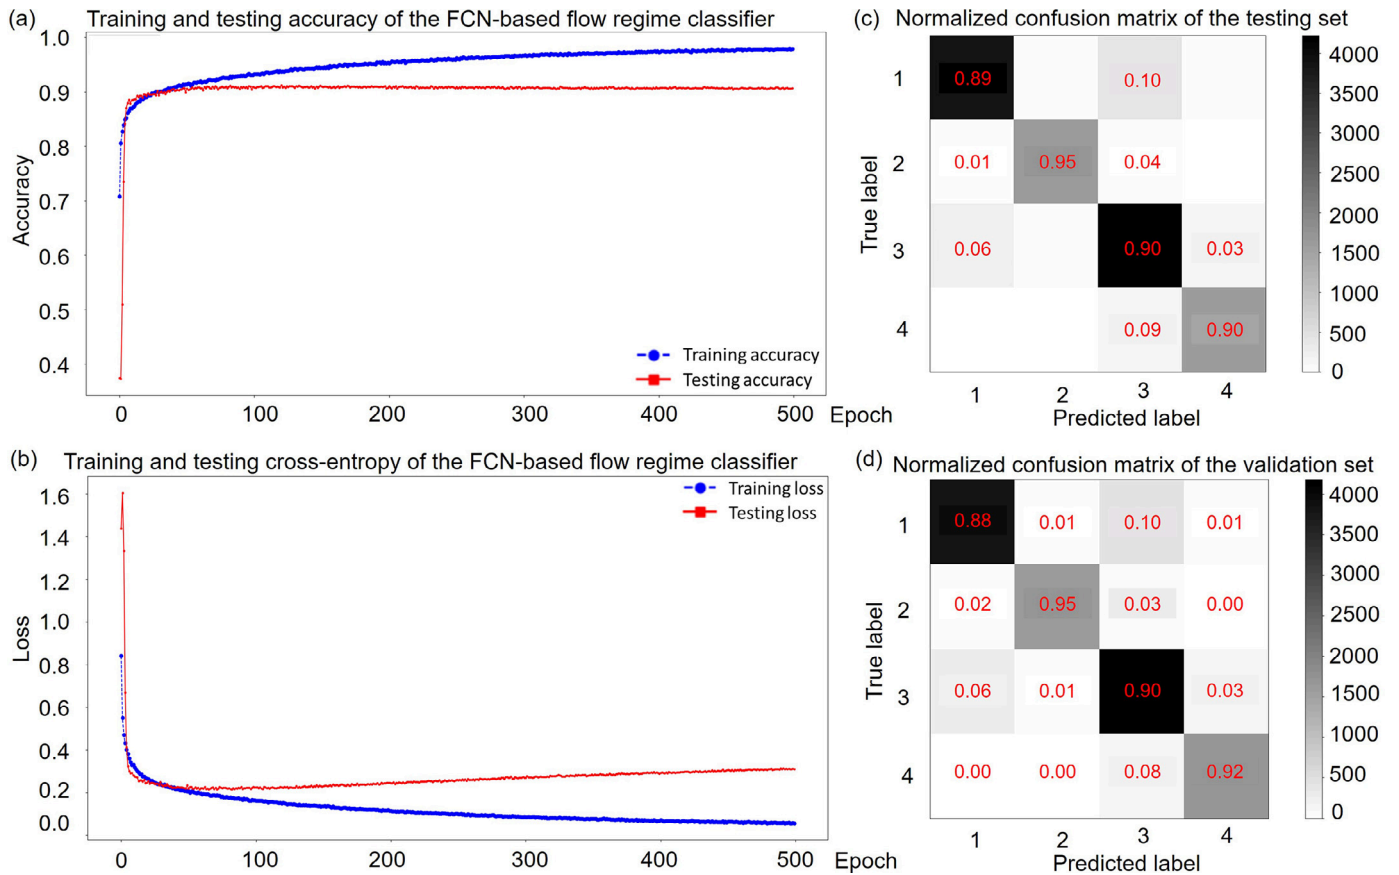 (a) Training and testing accuracy of the FCN-based flow regime classifier
1.0
0.9
0.8
0.7
0.6
0.5
0.4
Accuracy
Training accuracy
Testing accuracy
0 100 200 300 400 500 Epoch
(b) Training and testing cross-entropy of the FCN-based flow regime classifier
1.6
1.4
1.2
1.0
0.8
0.6
0.4
0.2
0.0
Loss
Training loss
Testing loss
0 100 200 300 400 500 Epoch
(c) Normalized confusion matrix of the testing set
True label
1 0.89 0.10
2 0.01 0.95 0.04
3 0.06 0.90 0.03
4 0.09 0.90
1 2 3 4
Predicted label
4000
3500
3000
2500
2000
1500
1000
500
0
(d) Normalized confusion matrix of the validation set
True label
1 0.88 0.01 0.10 0.01
2 0.02 0.95 0.03 0.00
3 0.06 0.01 0.90 0.03
4 0.00 0.00 0.08 0.92
1 2 3 4
Predicted label
4000
3500
3000
2500
2000
1500
1000
500
0